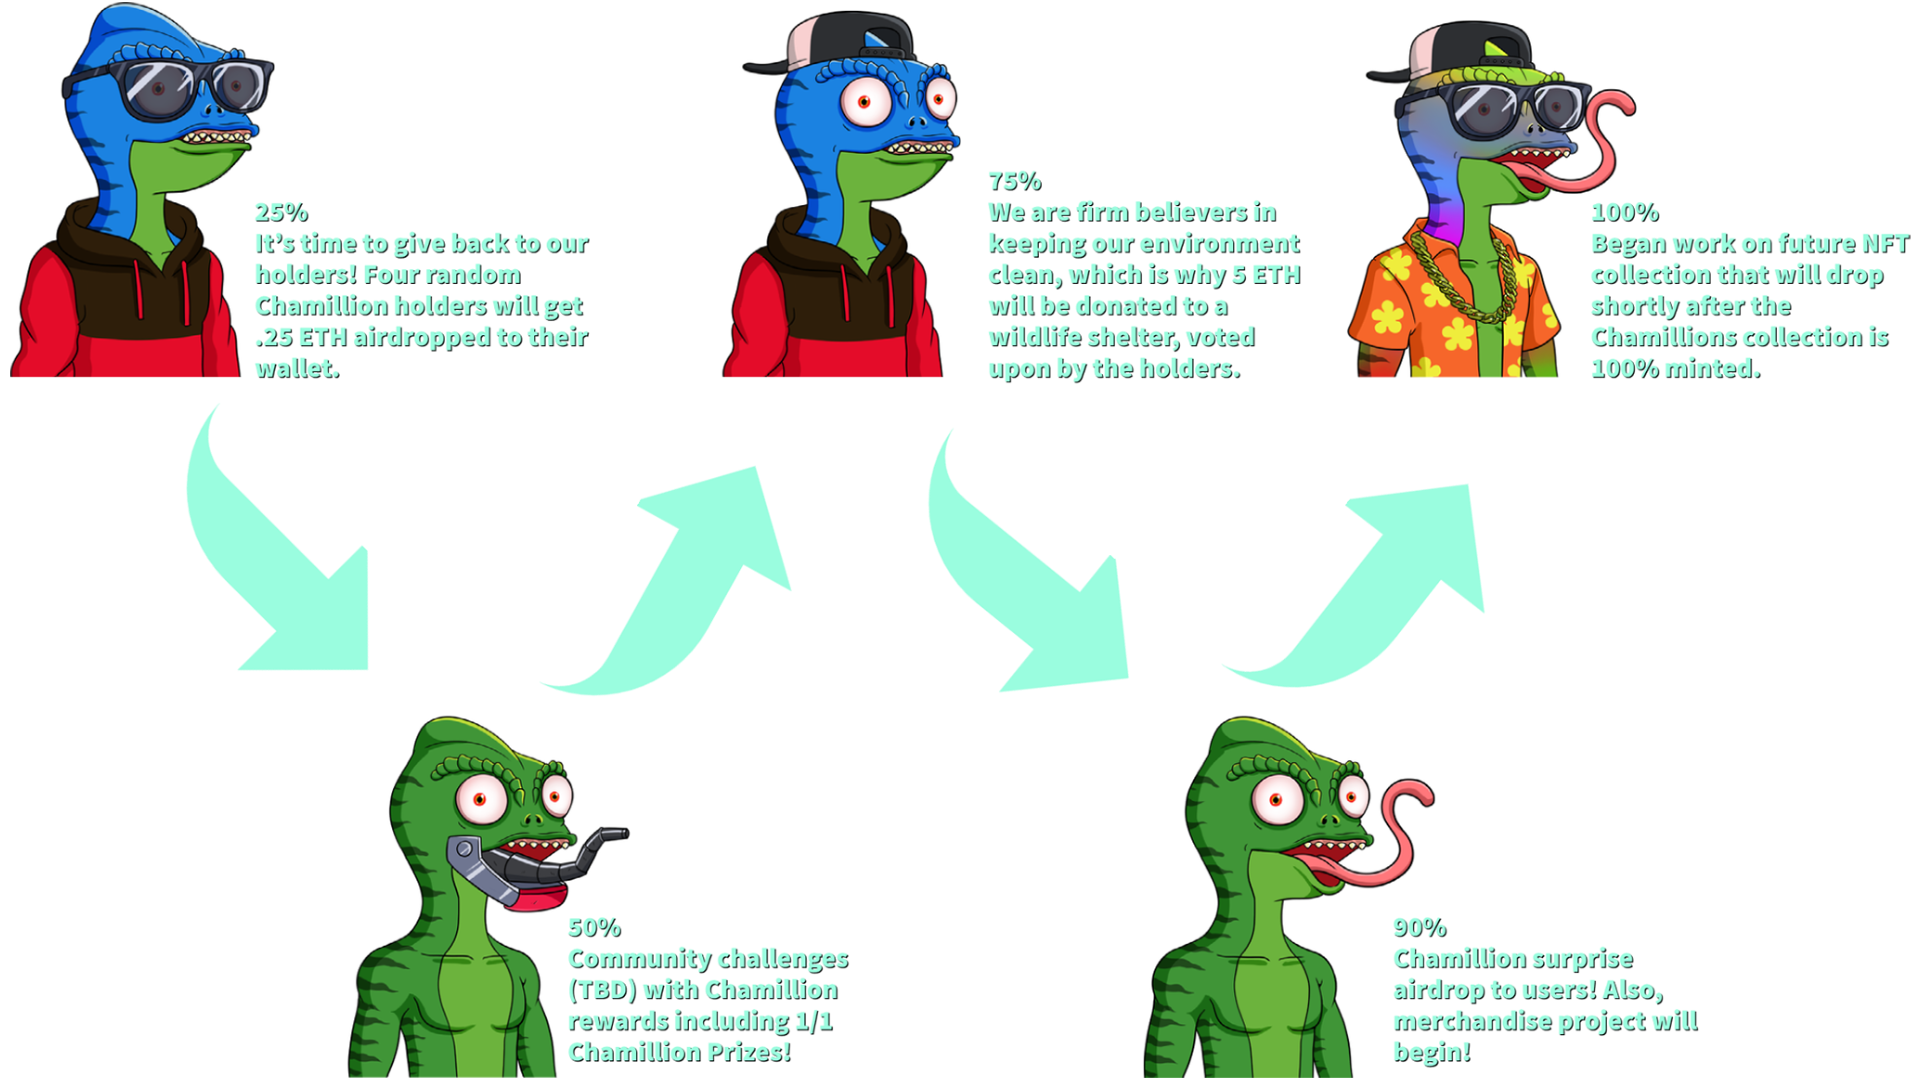 25%
It's time to give back to our
holders! Four random
Chamillion holders will get
.25 ETH airdropped to their
wallet.
50%
Community challenges
(TBD) with Chamillion
rewards including 1/1
Chamillion Prizes!
75%
We are firm believers in
keeping our environment
clean, which is why 5 ETH
will be donated to a
wildlife shelter, voted
upon by the holders.
90%
Chamillion surprise
airdrop to users! Also,
merchandise project will
begin!
100%
Began work on future NFT
collection that will drop
shortly after the
Chamillions collection is
100% minted.